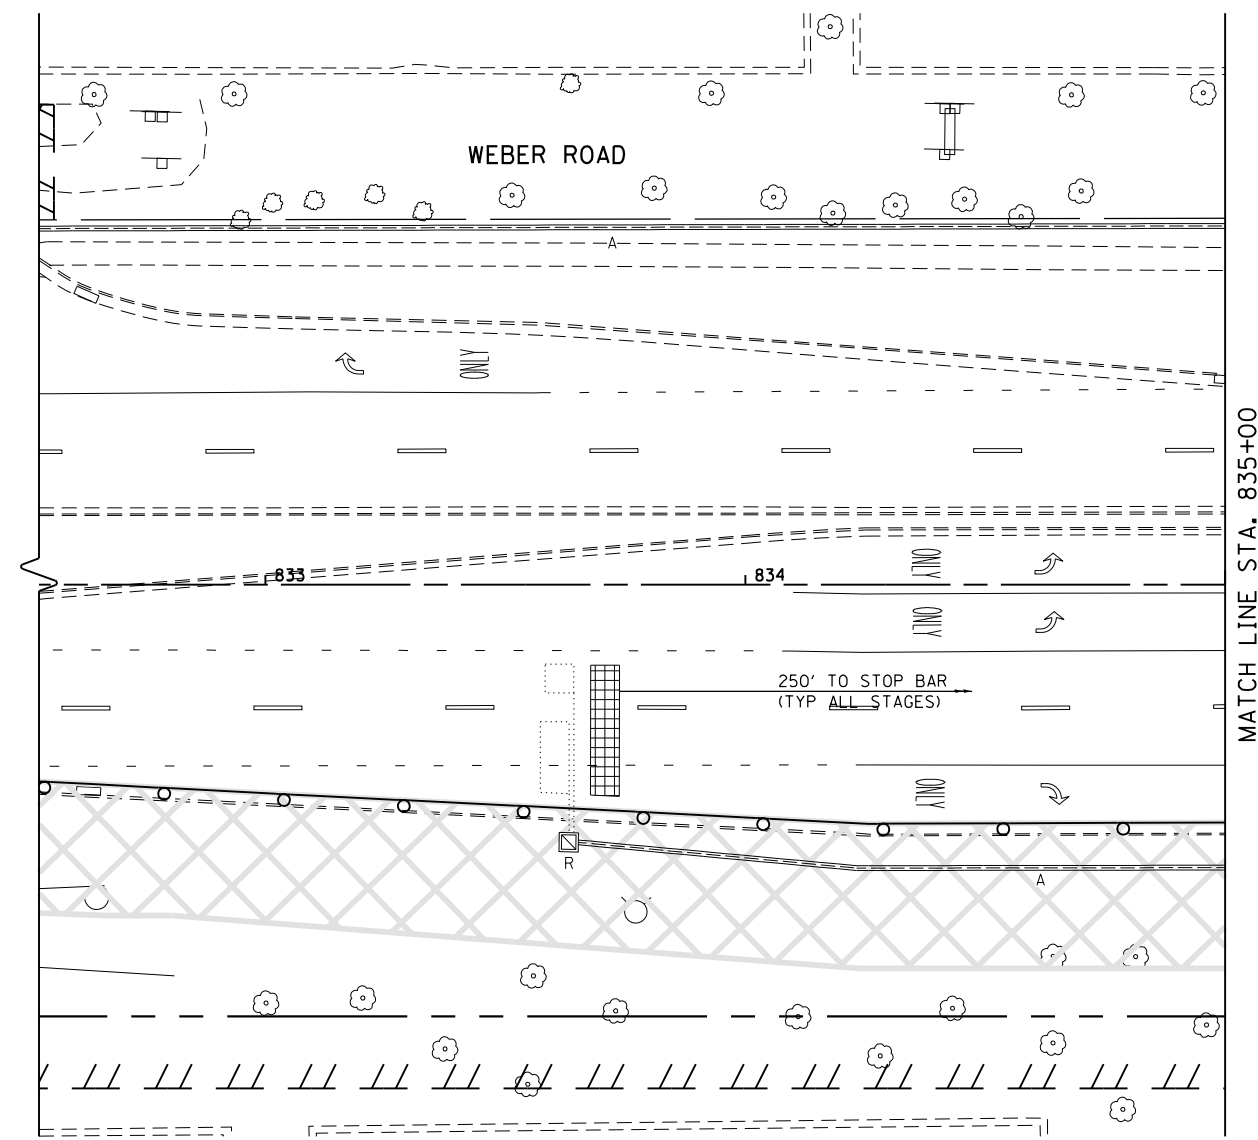 WEBER ROAD
A
ONLY
833
834
ONLY
ONLY
250' TO STOP BAR
(TYP ALL STAGES)
ONLY
R
A
MATCH LINE STA. 835+00